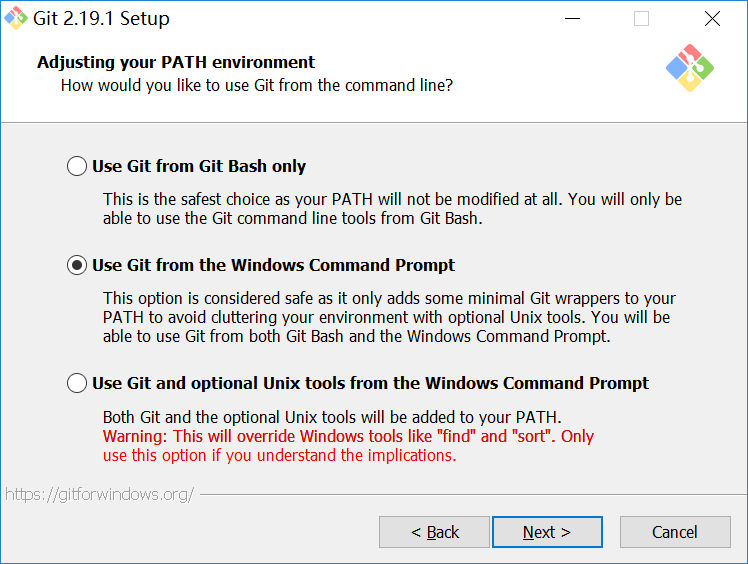 Git 2.19.1 Setup
Adjusting your PATH environment
How would you like to use Git from the command line?
Use Git from Git Bash only
This is the safest choice as your PATH will not be modified at all. You will only be
able to use the Git command line tools from Git Bash.
Use Git from the Windows Command Prompt
This option is considered safe as it only adds some minimal Git wrappers to your
PATH to avoid cluttering your environment with optional Unix tools. You will be
able to use Git from both Git Bash and the Windows Command Prompt.
Use Git and optional Unix tools from the Windows Command Prompt
Both Git and the optional Unix tools will be added to your PATH.
Warning: This will override Windows tools like "find" and "sort". Only
use this option if you understand the implications.
https://gitforwindows.org/
< Back Next > Cancel